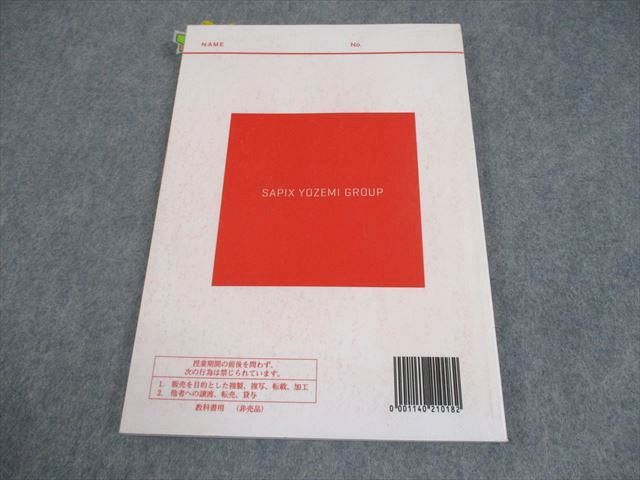 NAME No.
SAPIX YOZEMI GROUP
授業期間の前後を問わず、
次の行為は禁じられています。
1. 販売を目的とした複製、複写、転載、加工
2. 他者への譲渡、転売、貸与
教科書用 （非売品）
0 001140 210182